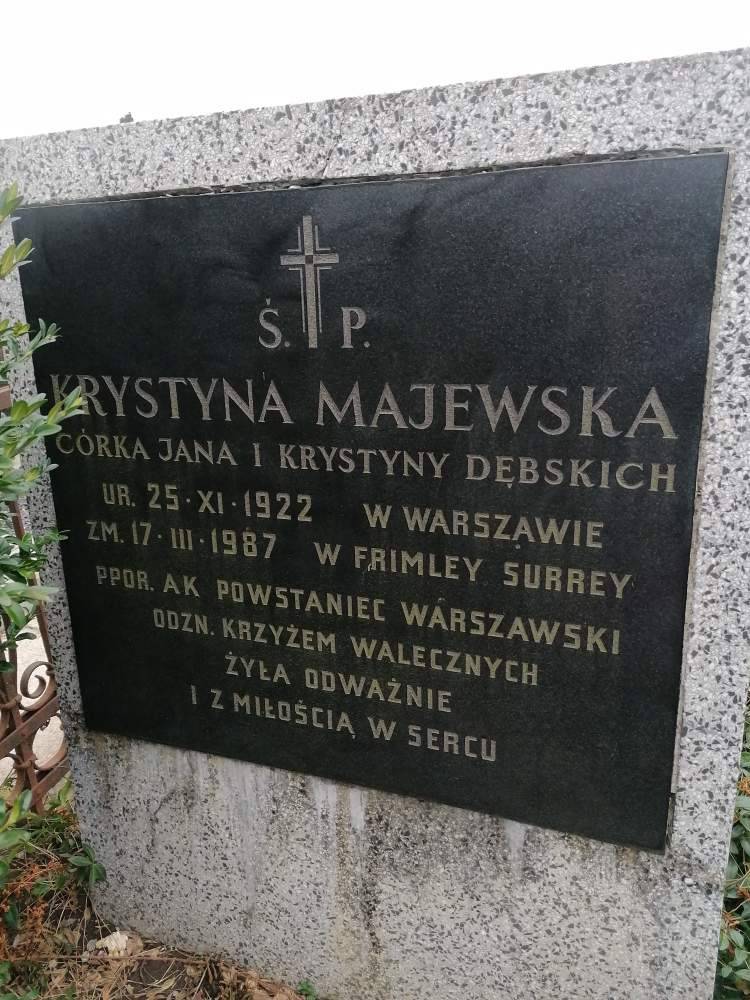 Ś. P.
KRYSTYNA MAJEWSKA
CÓRKA JANA I KRYSTYNY DĘBSKICH
UR. 25·XI·1922 W WARSZAWIE
ZM. 17·III·1987 W FRIMLEY SURREY
PPOR. AK POWSTANIEC WARSZAWSKI
ODZN. KRZYŻEM WALECZNYCH
ŻYŁA ODWAŻNIE
I Z MIŁOŚCIĄ W SERCU